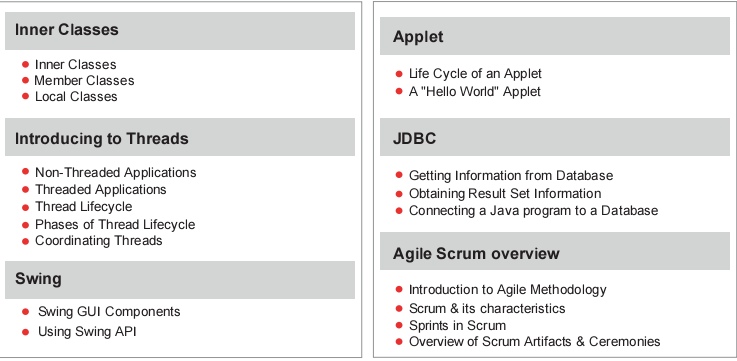 Inner Classes
Inner Classes
Member Classes
Local Classes
Introducing to Threads
Non-Threaded Applications
Threaded Applications
Thread Lifecycle
Phases of Thread Lifecycle
Coordinating Threads
Swing
Swing GUI Components
Using Swing API
Applet
Life Cycle of an Applet
A "Hello World" Applet
JDBC
Getting Information from Database
Obtaining Result Set Information
Connecting a Java program to a Database
Agile Scrum overview
Introduction to Agile Methodology
Scrum & its characteristics
Sprints in Scrum
Overview of Scrum Artifacts & Ceremonies